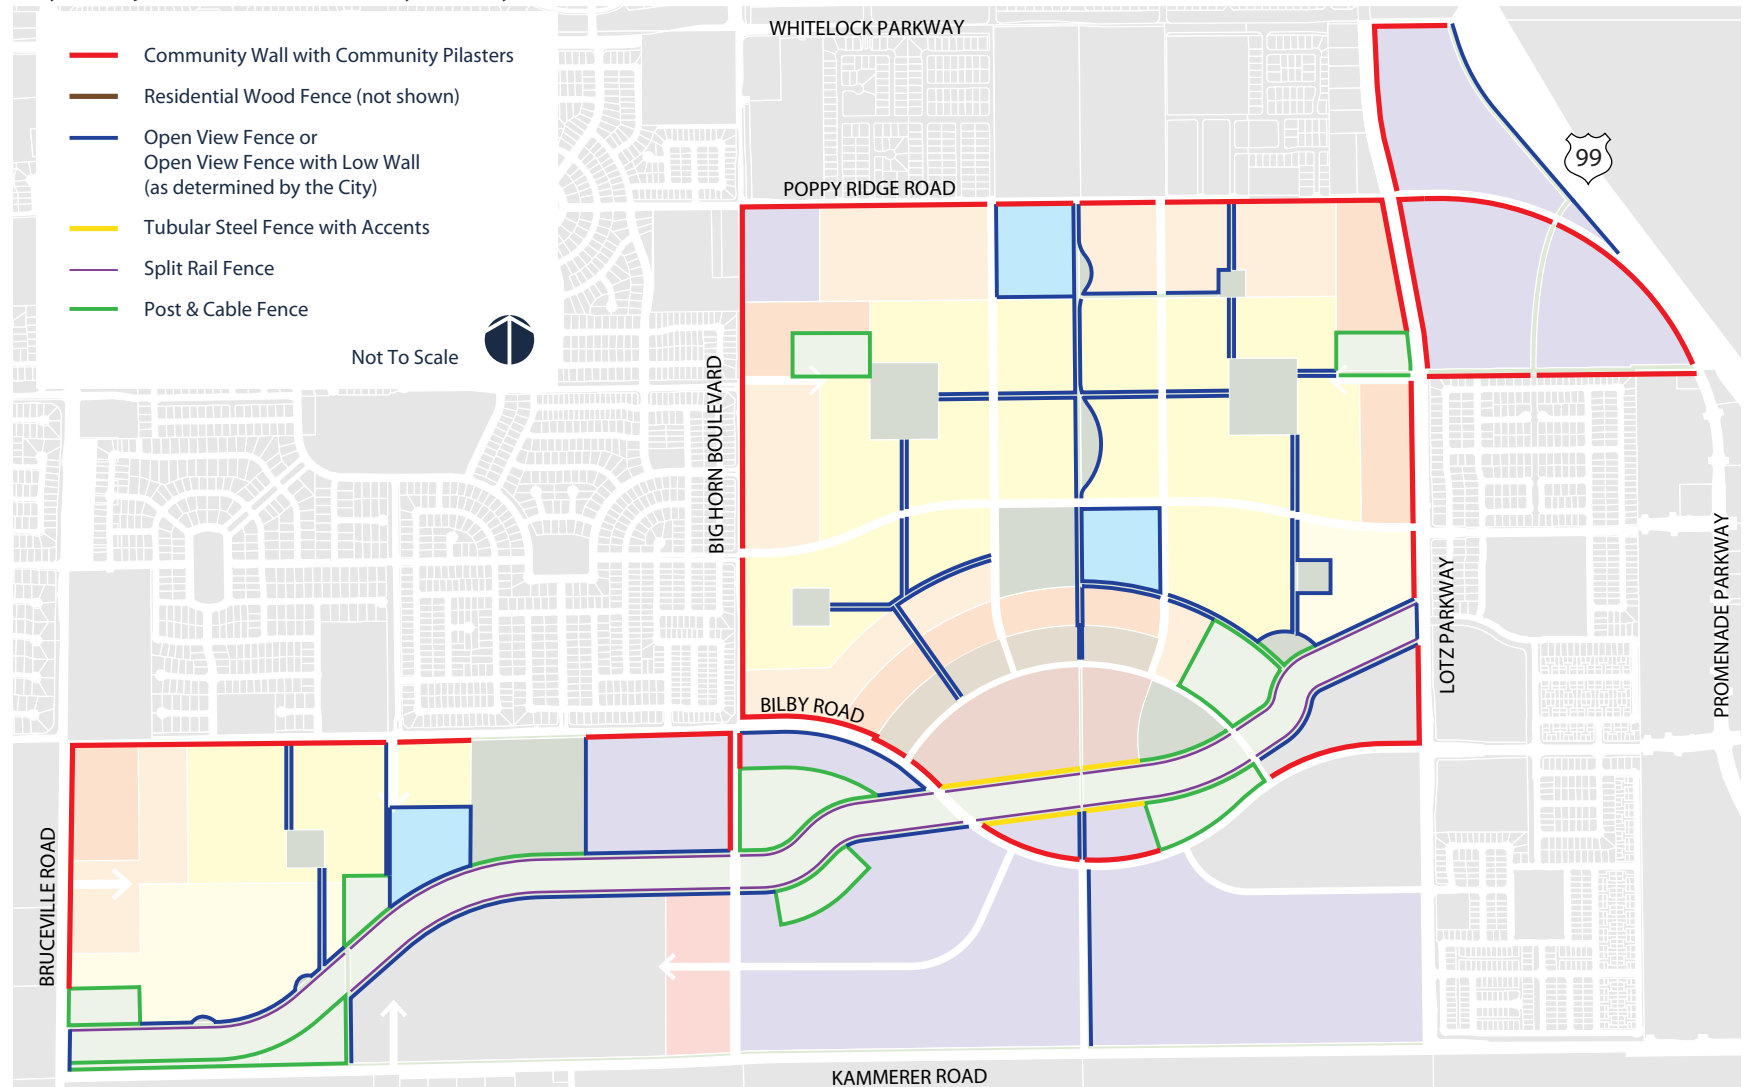 WHITELOCK PARKWAY
Community Wall with Community Pilasters
Residential Wood Fence (not shown)
Open View Fence or
Open View Fence with Low Wall
(as determined by the City)
Tubular Steel Fence with Accents
Split Rail Fence
Post & Cable Fence
Not To Scale
99
POPPY RIDGE ROAD
BIG HORN BOULEVARD
BILBY ROAD
LOTZ PARKWAY
PROMENADE PARKWAY
BRUCEVILLE ROAD
KAMMERER ROAD